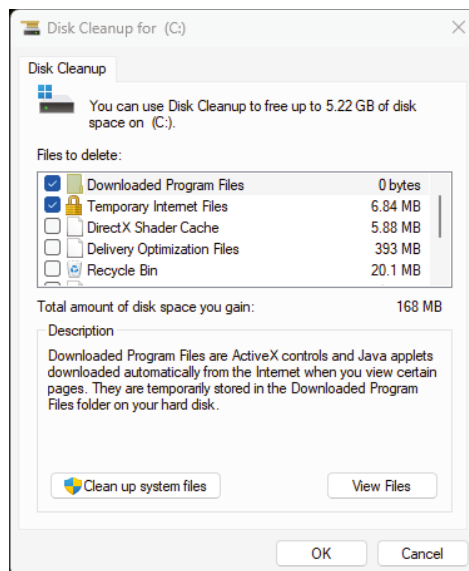 Disk Cleanup for (C:)
Disk Cleanup
You can use Disk Cleanup to free up to 5.22 GB of disk
space on (C:).
Files to delete:
Downloaded Program Files 0 bytes
Temporary Internet Files 6.84 MB
DirectX Shader Cache 5.88 MB
Delivery Optimization Files 393 MB
Recycle Bin 20.1 MB
Total amount of disk space you gain: 168 MB
Description
Downloaded Program Files are ActiveX controls and Java applets
downloaded automatically from the Internet when you view certain
pages. They are temporarily stored in the Downloaded Program
Files folder on your hard disk.
Clean up system files View Files
OK Cancel